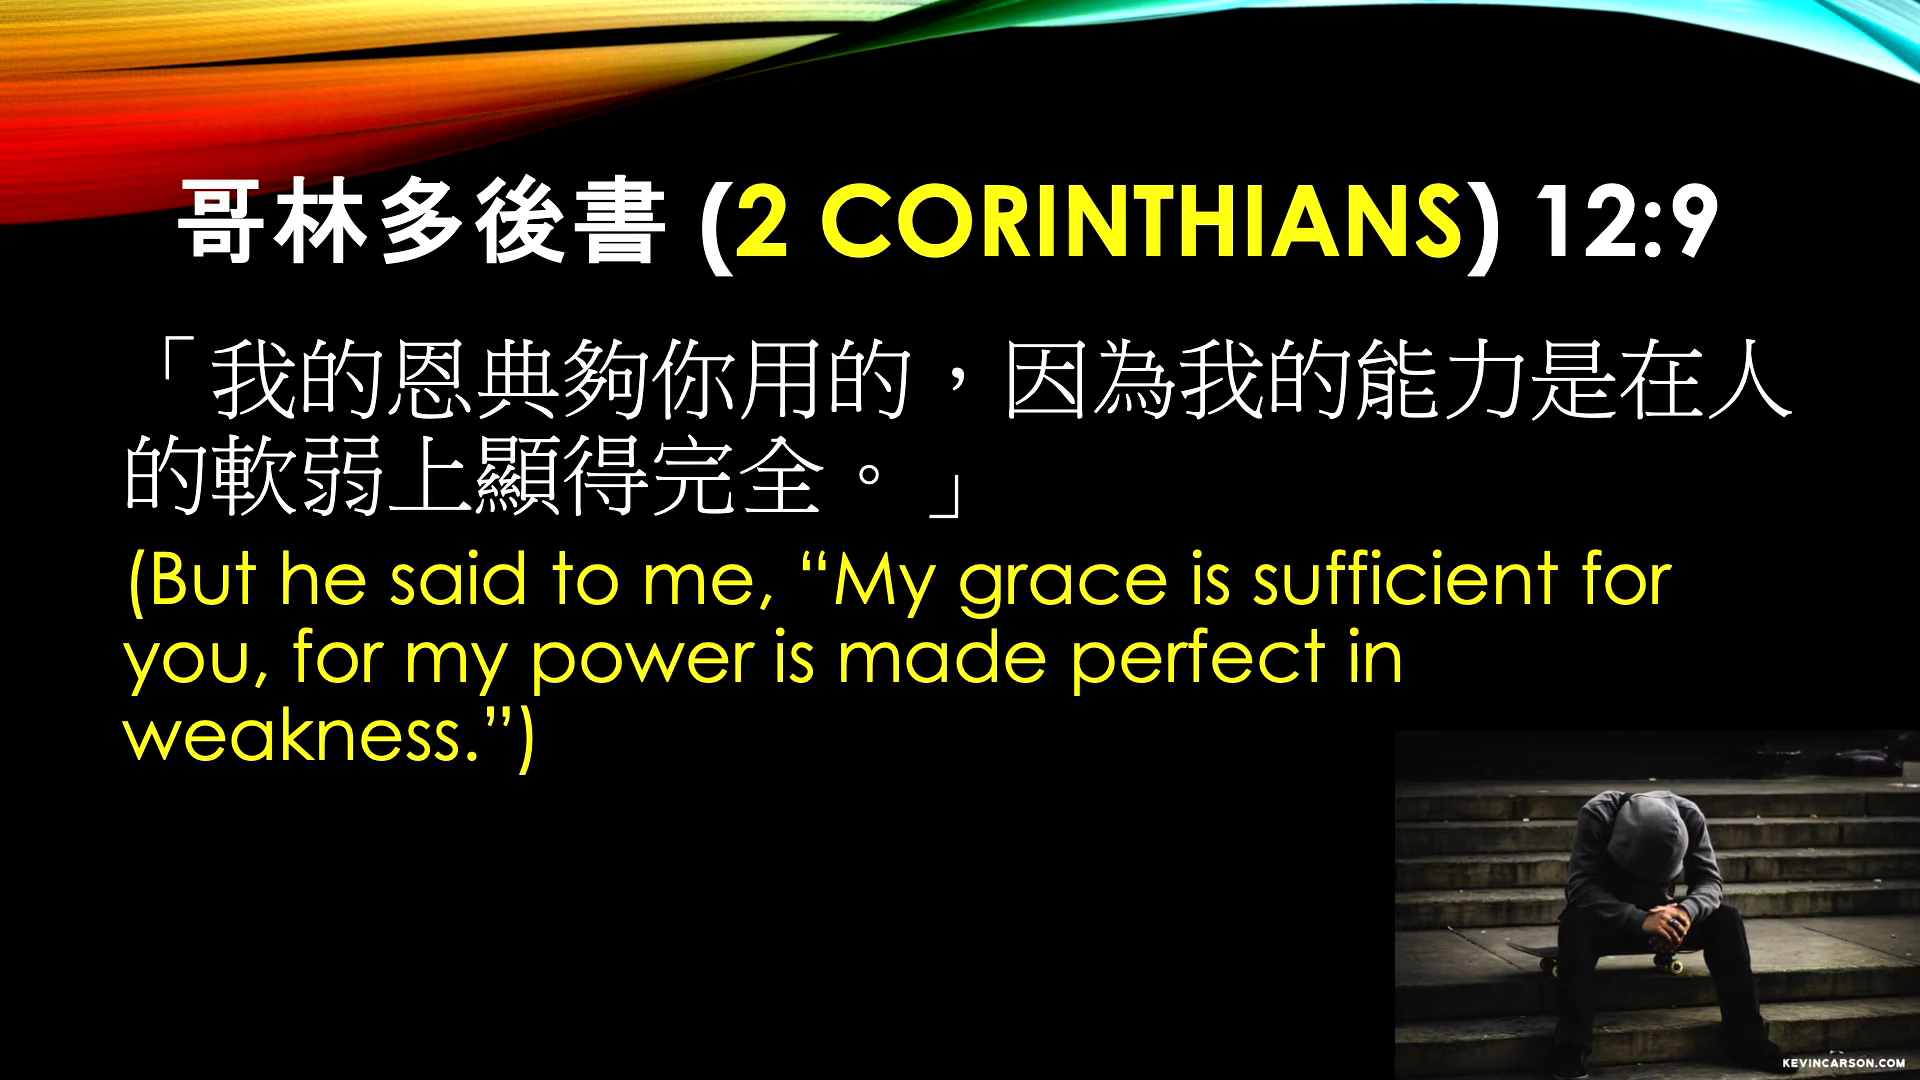 哥林多後書 (2 CORINTHIANS) 12:9
「我的恩典夠你用的，因為我的能力是在人
的軟弱上顯得完全。」
(But he said to me, “My grace is sufficient for
you, for my power is made perfect in
weakness.”)
KEVINCARSON.COM